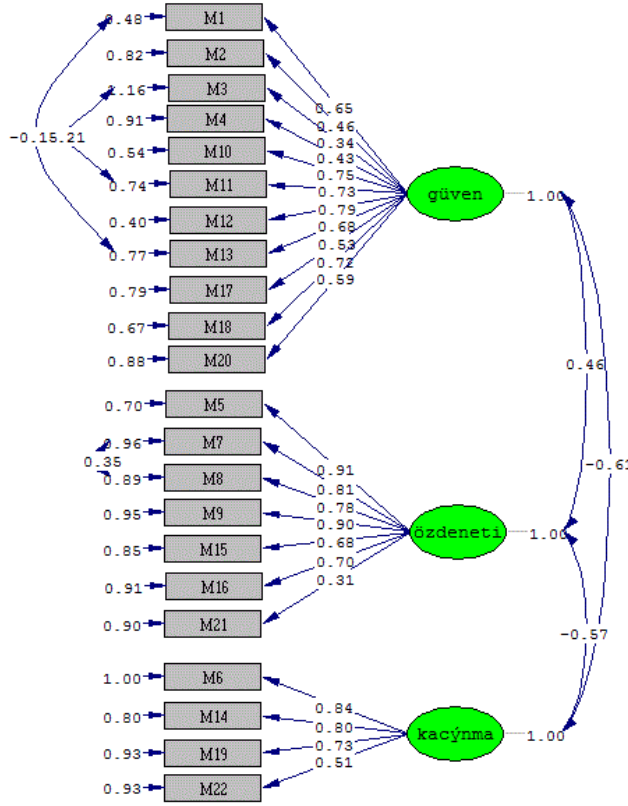 0.48 M1
0.82 M2
1.16 M3
0.91 M4
0.54 M10
0.74 M11
0.40 M12
0.77 M13
0.79 M17
0.67 M18
0.88 M20
-0.15 .21
0.65
0.46
0.34
0.43
0.75
0.73
0.79
0.68
0.53
0.72
0.59
güven 1.00
0.70 M5
0.96 M7
0.35
0.89 M8
0.95 M9
0.85 M15
0.91 M16
0.90 M21
0.91
0.81
0.78
0.90
0.68
0.70
0.31
özdeneti 1.00
1.00 M6
0.80 M14
0.93 M19
0.93 M22
0.84
0.80
0.73
0.51
kacýnma 1.00
0.46
-0.57